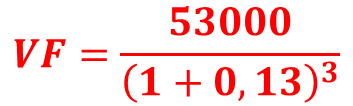 VF = 53000 / (1 + 0,13)³